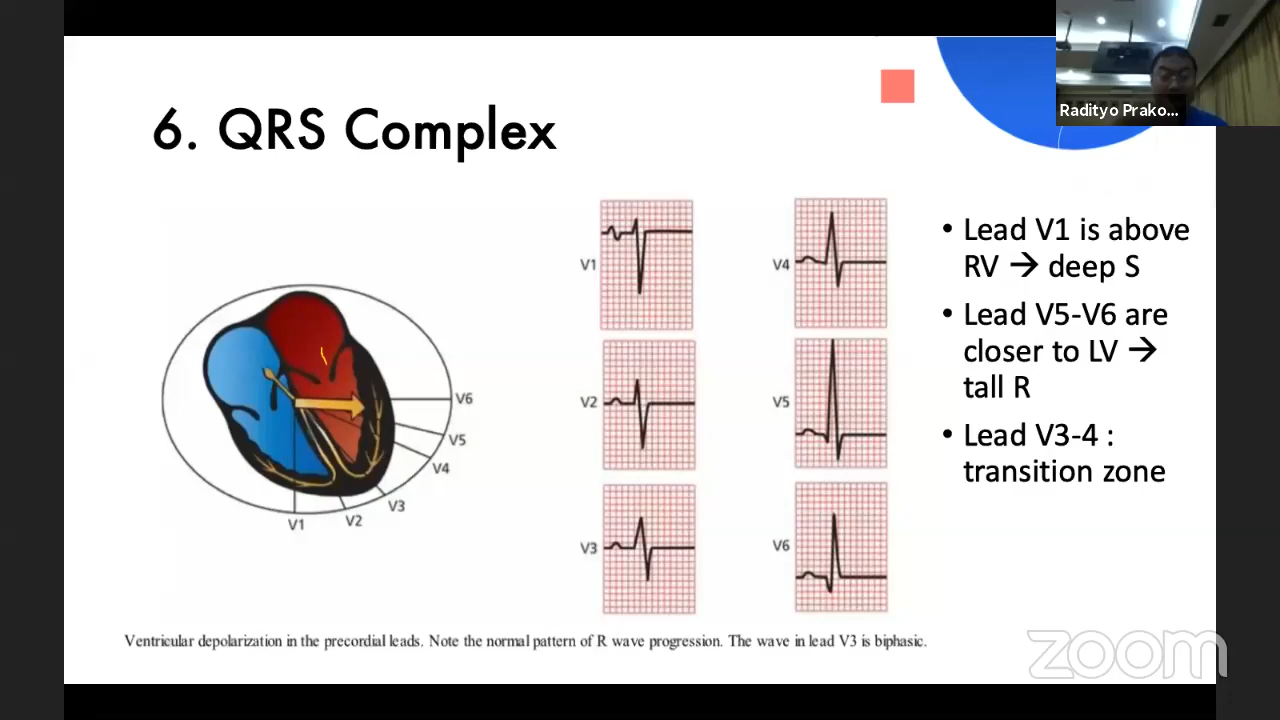 Radityo Prako...
6. QRS Complex
V6
V5
V4
V3
V2
V1
V1
V2
V3
V4
V5
V6
• Lead V1 is above
RV → deep S
• Lead V5-V6 are
closer to LV →
tall R
• Lead V3-4 :
transition zone
Ventricular depolarization in the precordial leads. Note the normal pattern of R wave progression. The wave in lead V3 is biphasic.
zoom